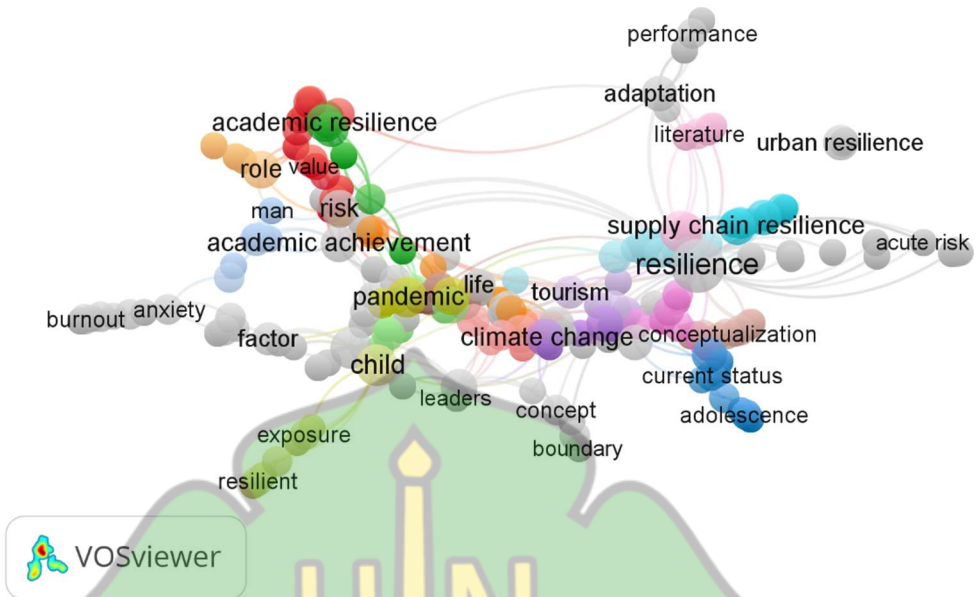 performance
adaptation
academic resilience
literature
urban resilience
role
value
man
risk
supply chain resilience
academic achievement
acute risk
resilience
life
pandemic
tourism
burnout
anxiety
factor
climate change
conceptualization
child
current status
leaders
concept
adolescence
exposure
boundary
resilient
VOSviewer
UIN